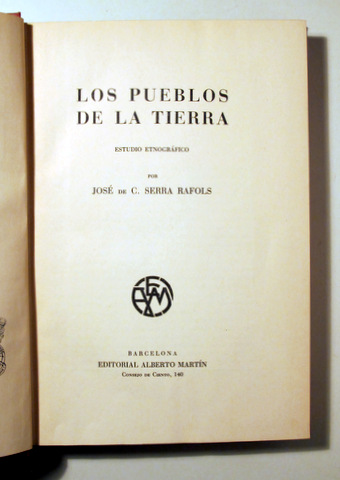 LOS PUEBLOS
DE LA TIERRA
ESTUDIO ETNOGRÁFICO
POR
JOSÉ DE C. SERRA RAFOLS
BARCELONA
EDITORIAL ALBERTO MARTÍN
CONSEJO DE CIENTO, 140